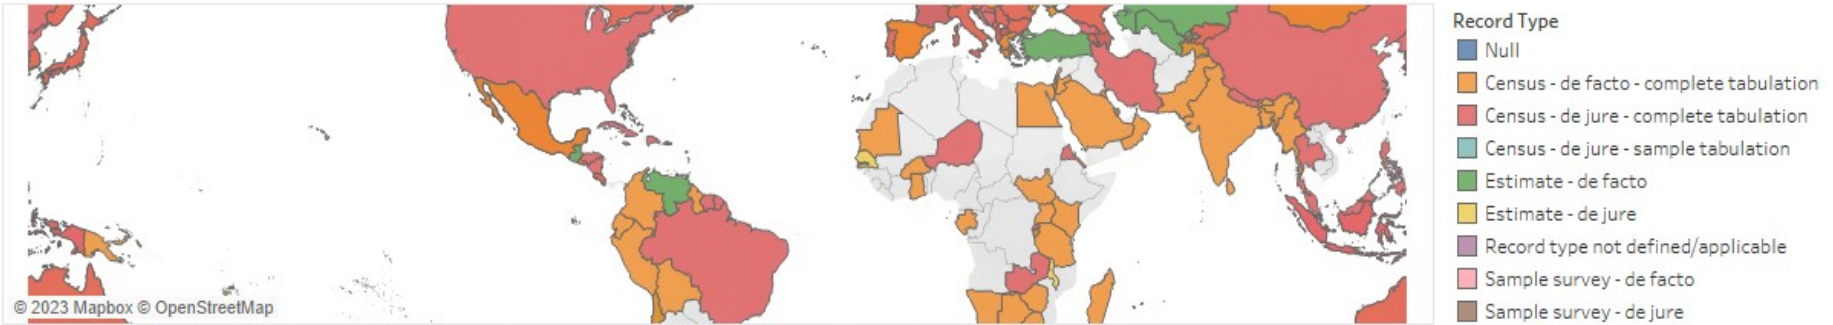 Record Type
Null
Census - de facto - complete tabulation
Census - de jure - complete tabulation
Census - de jure - sample tabulation
Estimate - de facto
Estimate - de jure
Record type not defined/applicable
Sample survey - de facto
Sample survey - de jure
© 2023 Mapbox © OpenStreetMap